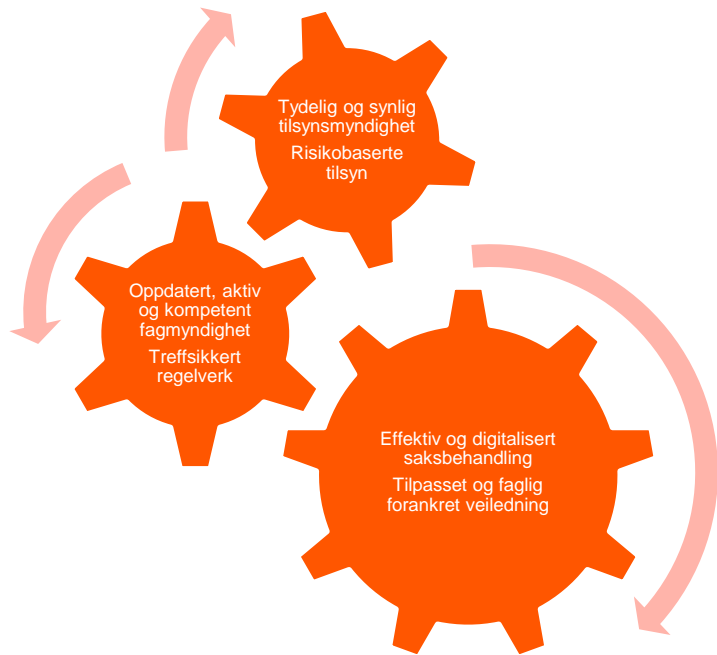 Tydelig og synlig
tilsynsmyndighet
Risikobaserte
tilsyn
Oppdatert, aktiv
og kompetent
fagmyndighet
Treffsikkert
regelverk
Effektiv og digitalisert
saksbehandling
Tilpasset og faglig
forankret veiledning